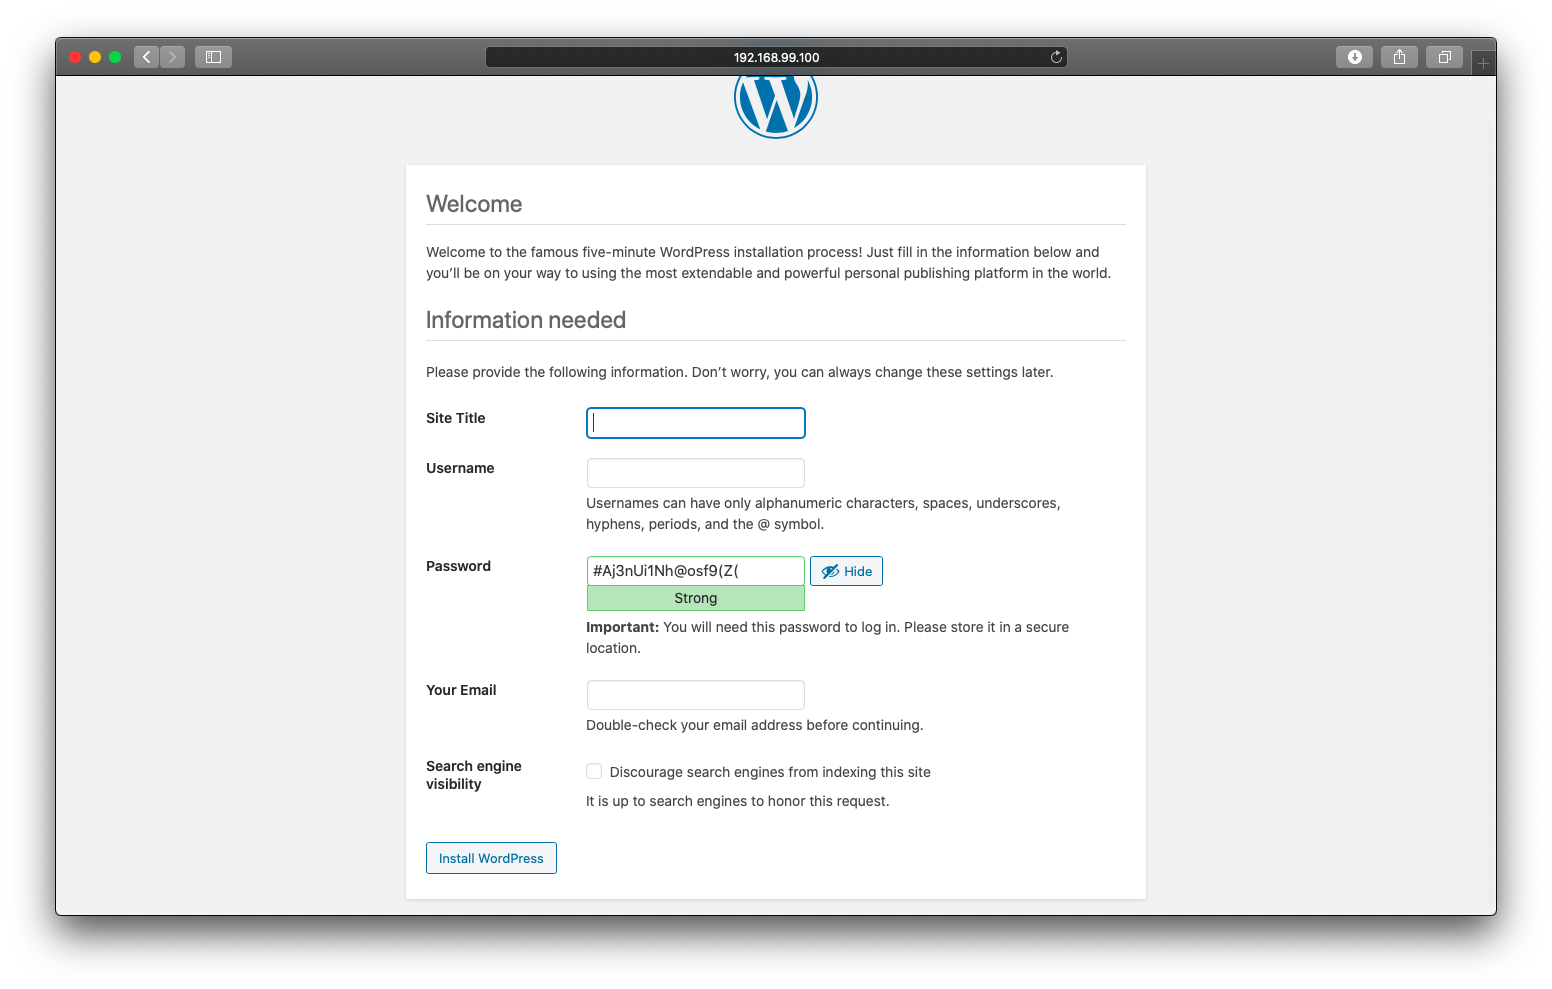 192.168.99.100
Welcome
Welcome to the famous five-minute WordPress installation process! Just fill in the information below and
you’ll be on your way to using the most extendable and powerful personal publishing platform in the world.
Information needed
Please provide the following information. Don’t worry, you can always change these settings later.
Site Title
Username
Usernames can have only alphanumeric characters, spaces, underscores,
hyphens, periods, and the @ symbol.
Password
#Aj3nUi1Nh@osf9(Z(
Hide
Strong
Important: You will need this password to log in. Please store it in a secure
location.
Your Email
Double-check your email address before continuing.
Search engine
visibility
Discourage search engines from indexing this site
It is up to search engines to honor this request.
Install WordPress